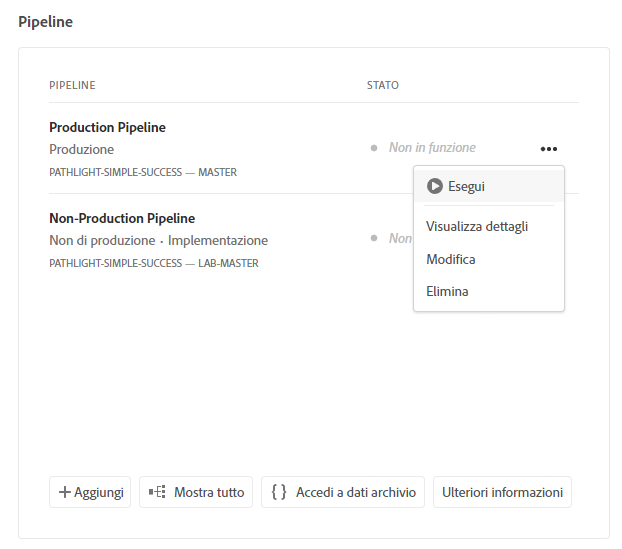 Pipeline
PIPELINE STATO
Production Pipeline
Produzione
Non in funzione
PATHLIGHT-SIMPLE-SUCCESS — MASTER
Esegui
Non-Production Pipeline
Visualizza dettagli
Non di produzione · Implementazione
Non
Modifica
PATHLIGHT-SIMPLE-SUCCESS — LAB-MASTER
Elimina
Aggiungi
Mostra tutto
{ } Accedi a dati archivio
Ulteriori informazioni